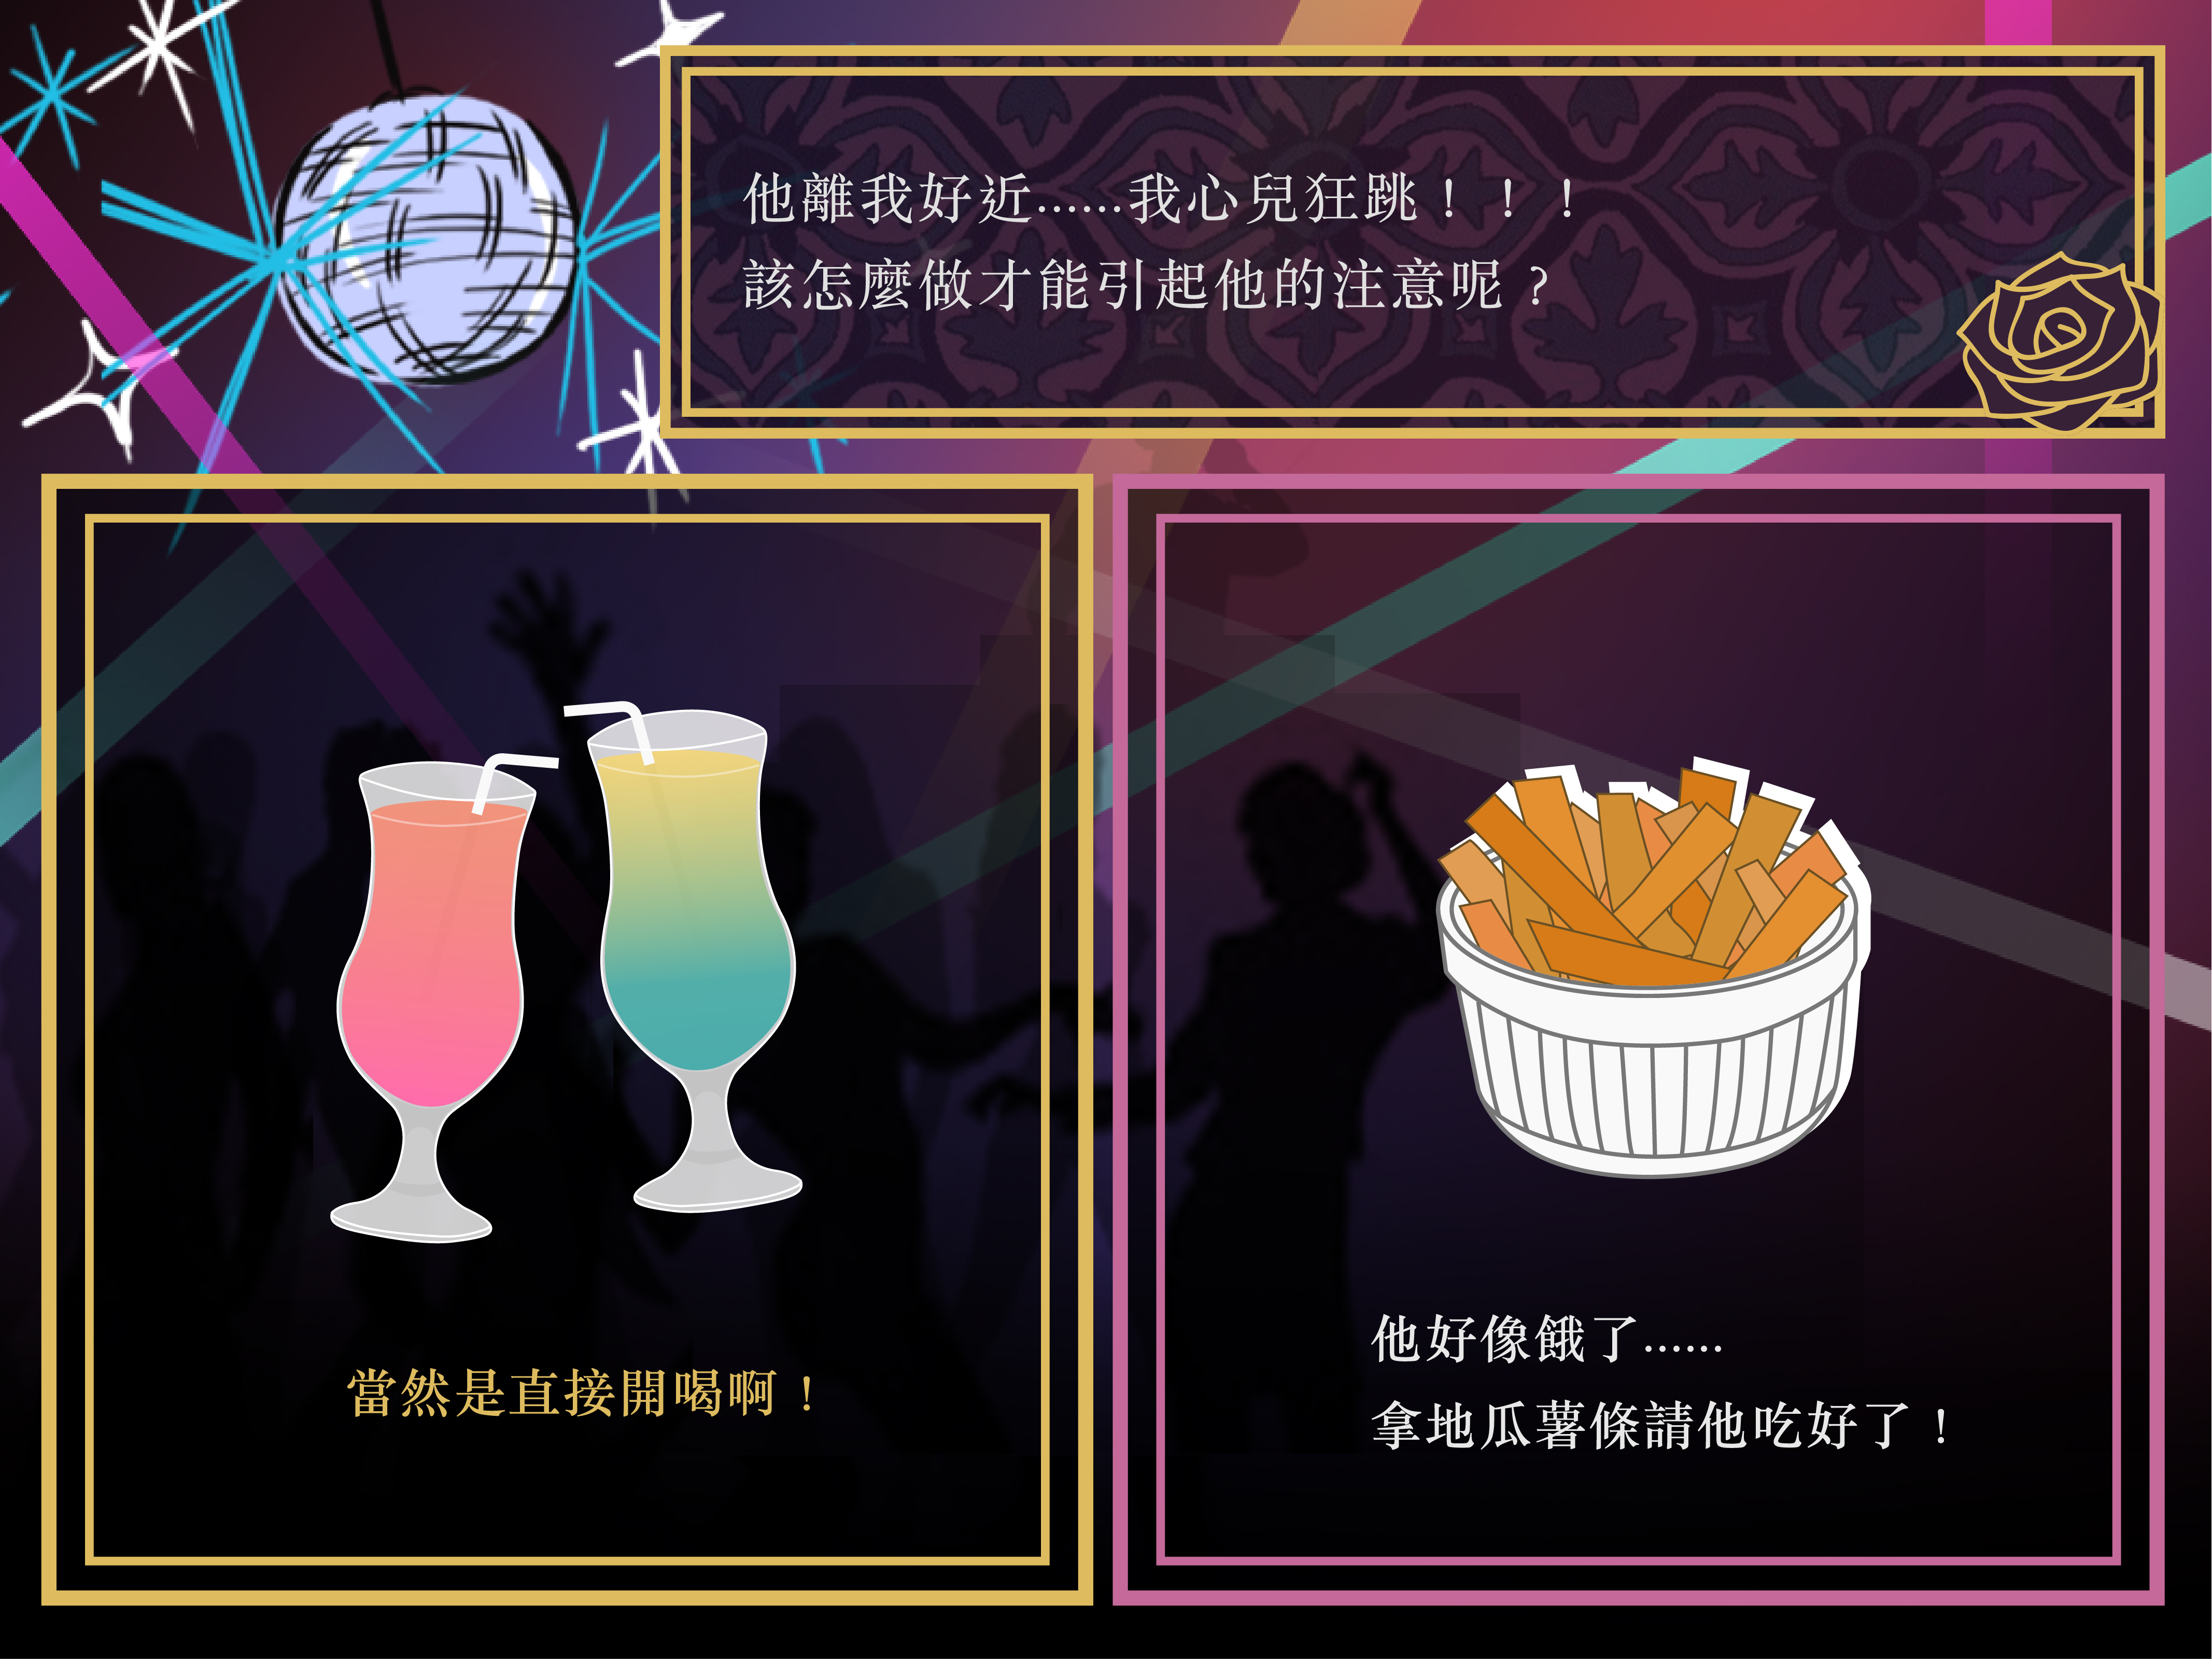 他離我好近......我心兒狂跳！！！
該怎麼做才能引起他的注意呢？
當然是直接開喝啊！
他好像餓了......
拿地瓜薯條請他吃好了！